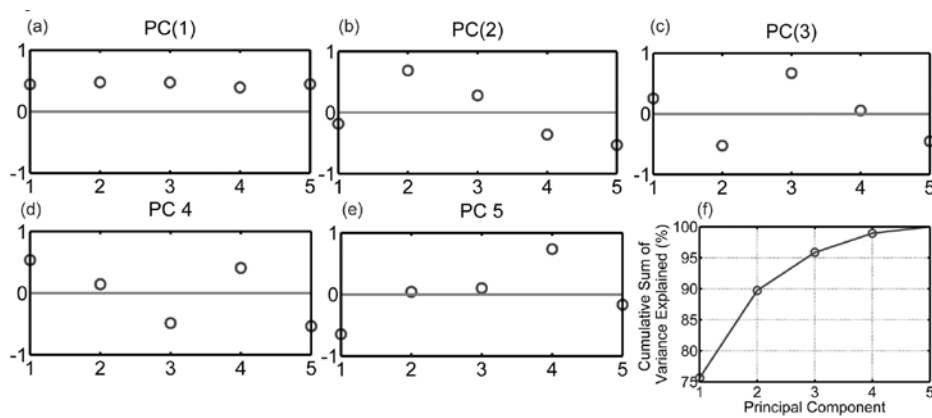 (a) PC(1)
1
0
-1
1 2 3 4 5
(b) PC(2)
1
0
-1
1 2 3 4 5
(c) PC(3)
1
0
-1
1 2 3 4 5
(d) PC 4
1
0
-1
1 2 3 4 5
(e) PC 5
1
0
-1
1 2 3 4 5
(f)
Cumulative Sum of
Variance Explained (%)
100
95
90
85
80
75
1 2 3 4 5
Principal Component